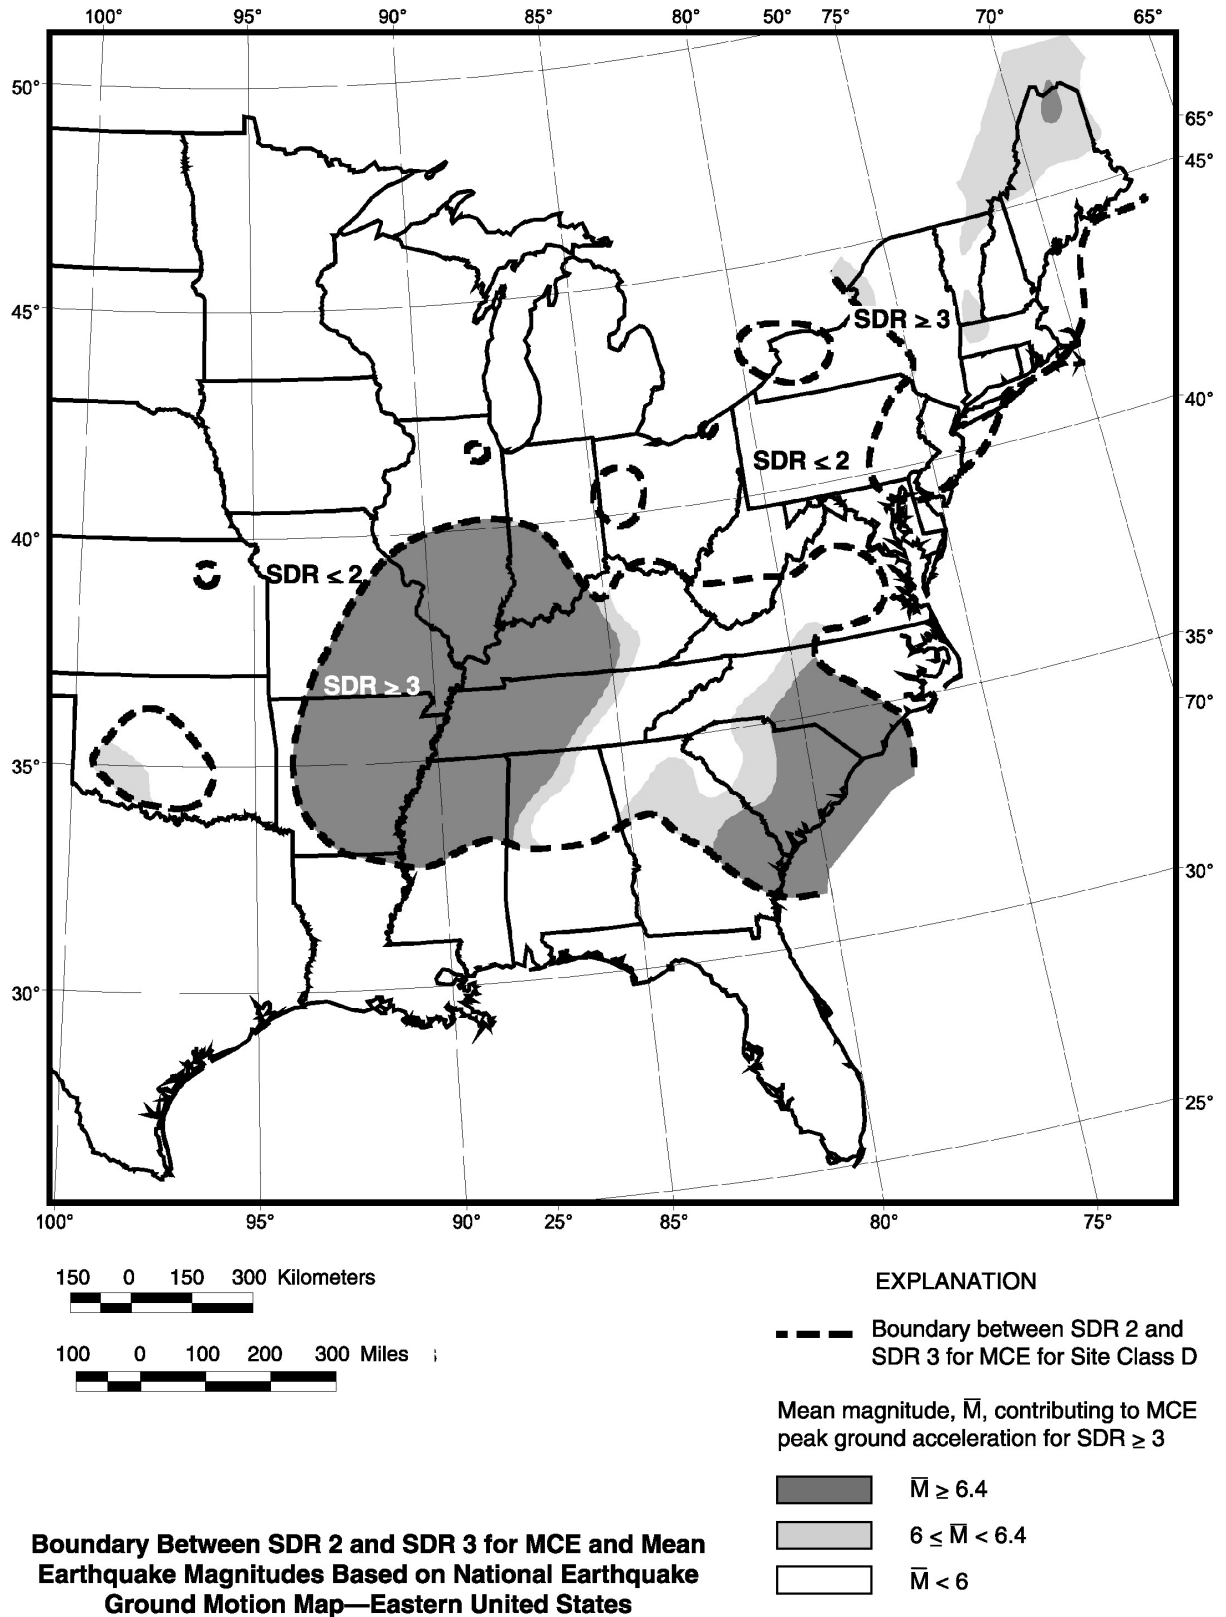 100° 95° 90° 85° 80° 50° 75° 70° 65°
50°
65°
45°
45°
SDR ≥ 3
40°
SDR ≤ 2
40°
SDR ≤ 2
35°
SDR ≥ 3
70°
35°
30°
30°
25°
100° 95° 90° 25° 85° 80° 75°
150 0 150 300 Kilometers
100 0 100 200 300 Miles
EXPLANATION
Boundary between SDR 2 and
SDR 3 for MCE for Site Class D
Mean magnitude, M̅, contributing to MCE
peak ground acceleration for SDR ≥ 3
M̅ ≥ 6.4
6 ≤ M̅ < 6.4
M̅ < 6
Boundary Between SDR 2 and SDR 3 for MCE and Mean
Earthquake Magnitudes Based on National Earthquake
Ground Motion Map—Eastern United States